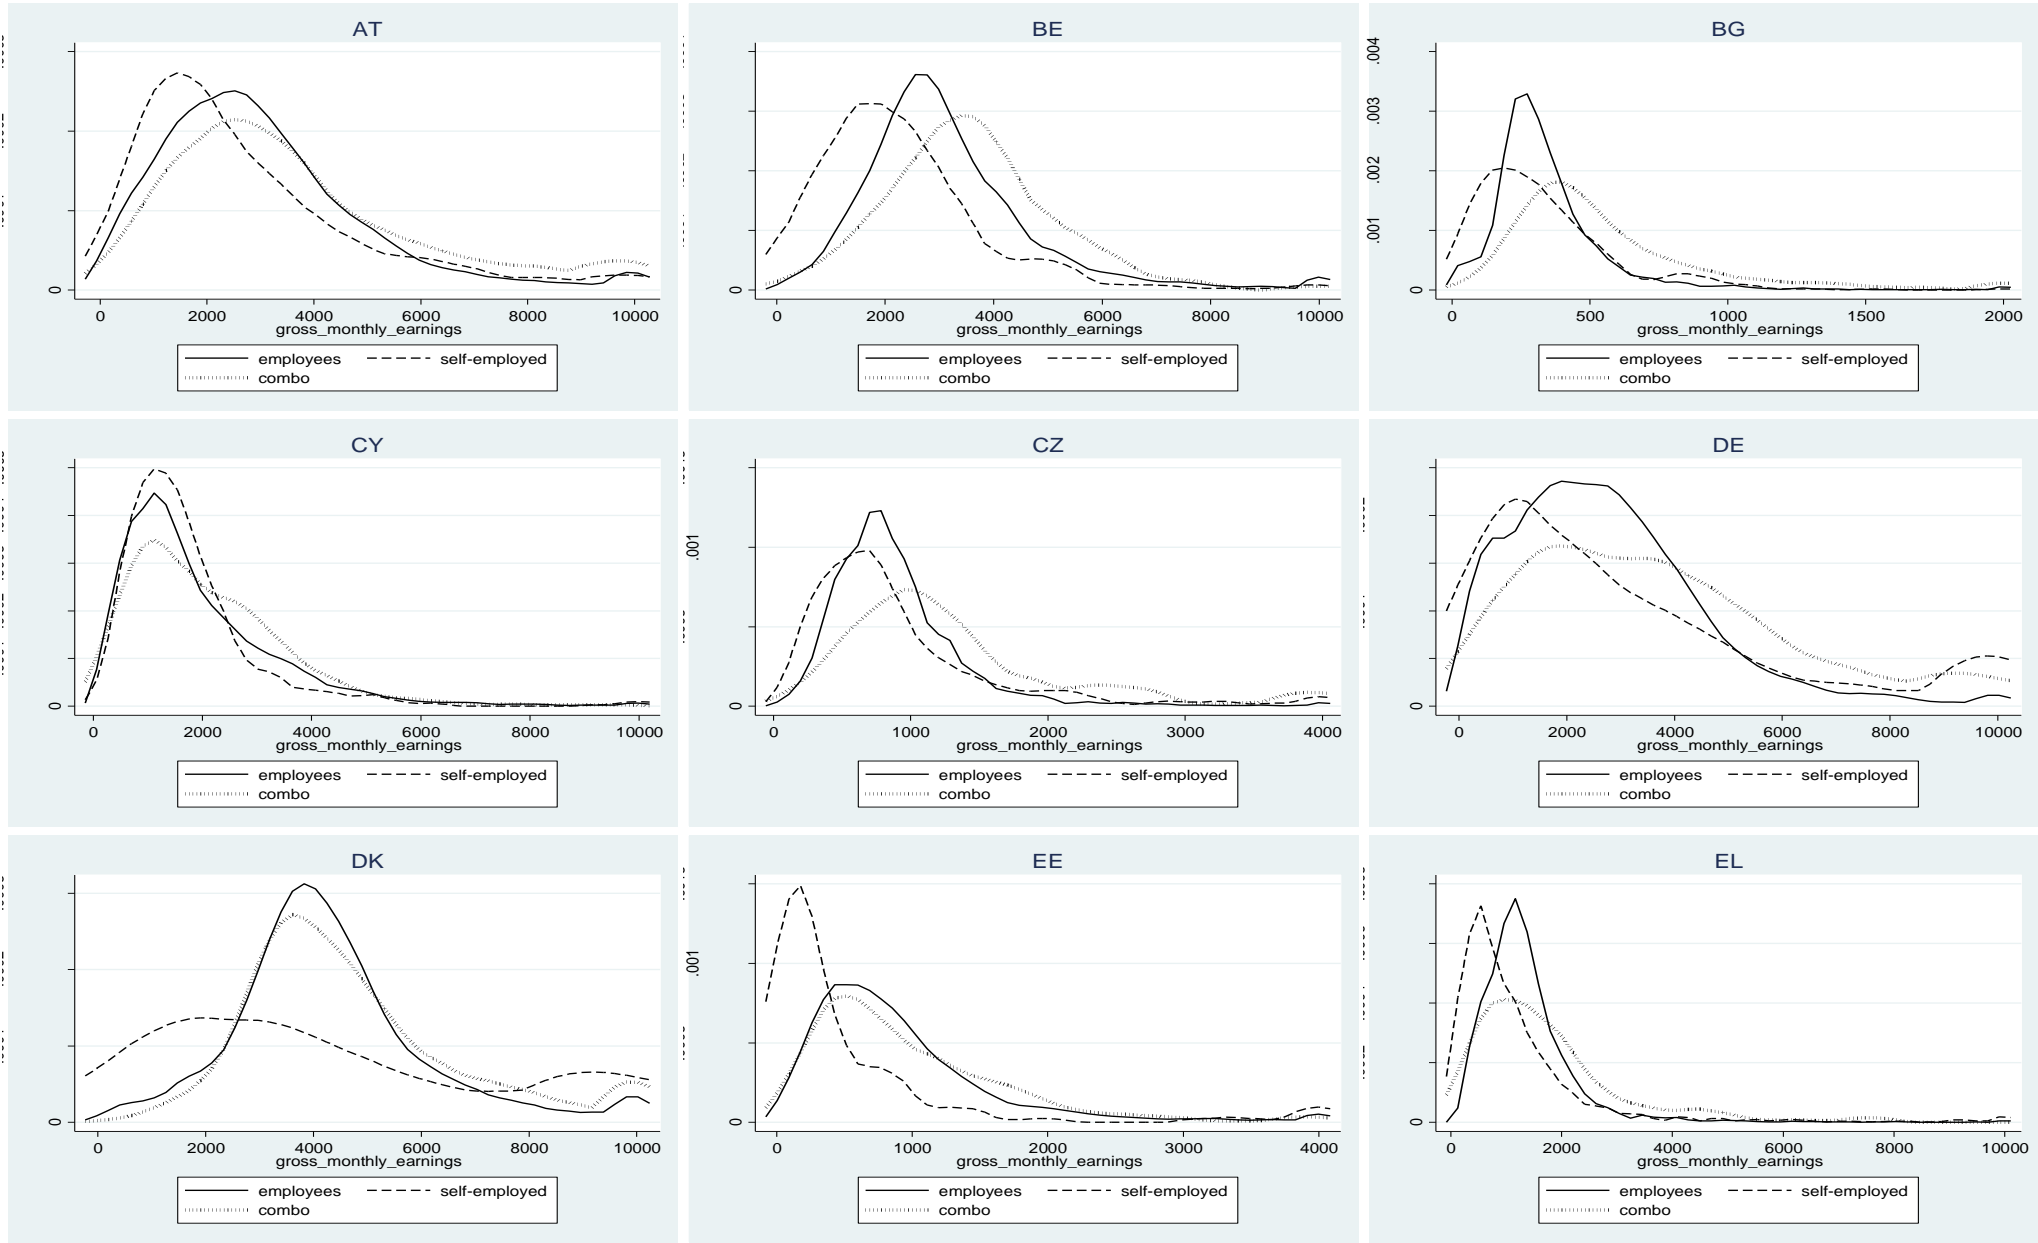 AT
0
0 2000 4000 6000 8000 10000
gross_monthly_earnings
employees self-employed
combo
BE
0
0 2000 4000 6000 8000 10000
gross_monthly_earnings
employees self-employed
combo
BG
.004
.003
.002
.001
0
0 500 1000 1500 2000
gross_monthly_earnings
employees self-employed
combo
CY
0
0 2000 4000 6000 8000 10000
gross_monthly_earnings
employees self-employed
combo
CZ
.001
0
0 1000 2000 3000 4000
gross_monthly_earnings
employees self-employed
combo
DE
0
0 2000 4000 6000 8000 10000
gross_monthly_earnings
employees self-employed
combo
DK
0
0 2000 4000 6000 8000 10000
gross_monthly_earnings
employees self-employed
combo
EE
.001
0
0 1000 2000 3000 4000
gross_monthly_earnings
employees self-employed
combo
EL
0
0 2000 4000 6000 8000 10000
gross_monthly_earnings
employees self-employed
combo